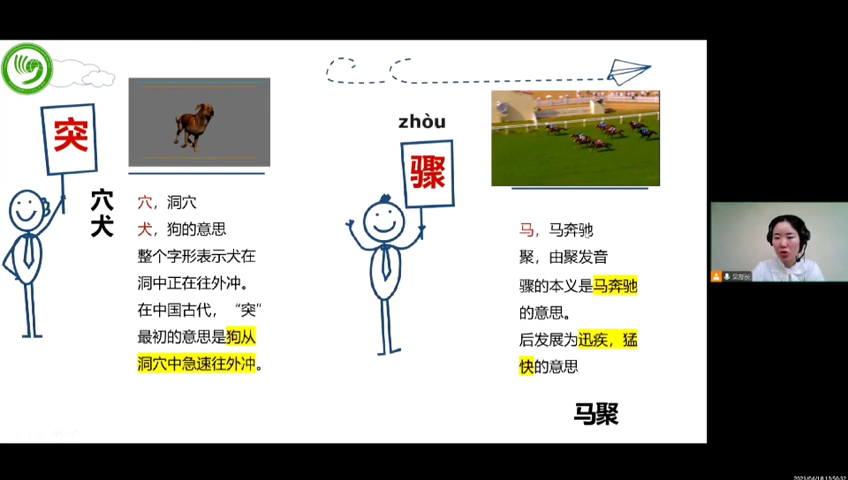 突
穴
犬
穴，洞穴
犬，狗的意思
整个字形表示犬在
洞中正在往外冲。
在中国古代，“突”
最初的意思是狗从
洞穴中急速往外冲。
zhòu
骤
马，马奔驰
聚，由聚发音
骤的本义是马奔驰
的意思。
后发展为迅疾，猛
快的意思
马聚